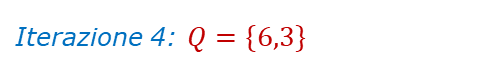 Iterazione 4: Q = {6,3}